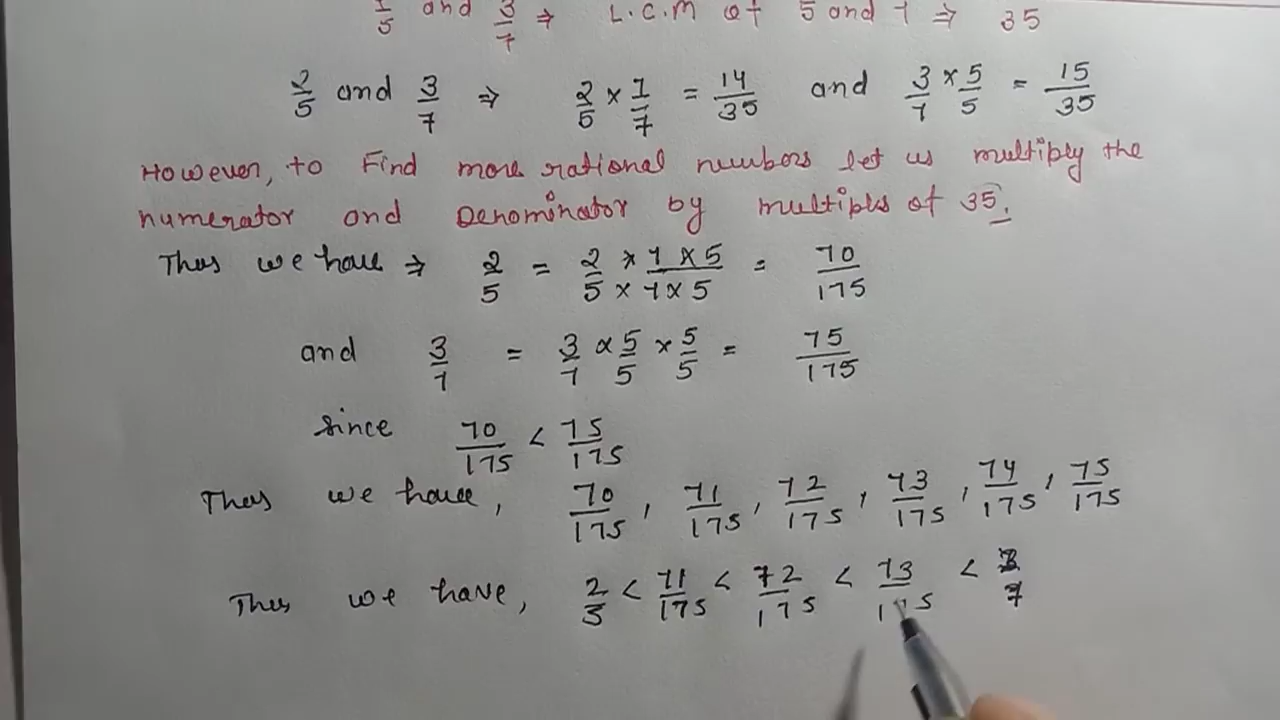 2/5 and 3/7 ⇒ L.C.M of 5 and 7 ⇒ 35
2/5 and 3/7 ⇒ 2/5 × 7/7 = 14/35 and 3/7 × 5/5 = 15/35
However, to Find more rational numbers let us multiply the
numerator and Denominator by multiples of 35.
Thus we have ⇒ 2/5 = 2/5 × 7 × 5/× 7 × 5 = 70/175
and 3/7 = 3/7 × 5/5 × 5/5 = 75/175
since 70/175 < 75/175
Thus we have, 70/175, 71/175, 72/175, 73/175, 74/175, 75/175
Thus we have, 2/5 < 71/175 < 72/175 < 73/175 < 3/7